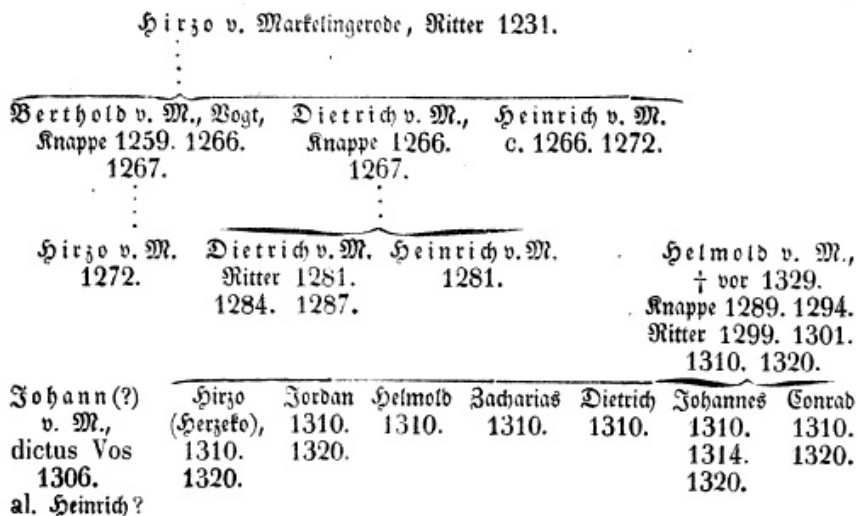 Hirzo v. Markelingerode, Ritter 1231.
Berthold v. M., Vogt,
Knappe 1259. 1266.
1267.
Dietrich v. M.,
Knappe 1266.
1267.
Heinrich v. M.
c. 1266. 1272.
Hirzo v. M.
1272.
Dietrich v. M.
Ritter 1281.
1284. 1287.
Heinrich v. M.
1281.
Helmold v. M.,
† vor 1329.
Knappe 1289. 1294.
Ritter 1299. 1301.
1310. 1320.
Johann (?)
v. M.,
dictus Vos
1306.
al. Heinrich?
Hirzo
(Herzeko),
1310.
1320.
Jordan
1310.
1320.
Helmold
1310.
Zacharias
1310.
Dietrich
1310.
Johannes
1310.
1314.
1320.
Conrad
1310.
1320.